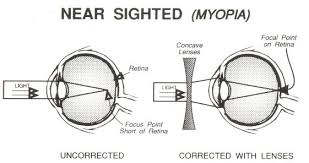 NEAR SIGHTED (MYOPIA)
Concave
Lenses
Focal Point
on Retina
Retina
LIGHT
LIGHT
Focus Point
Short of Retina
UNCORRECTED
CORRECTED WITH LENSES